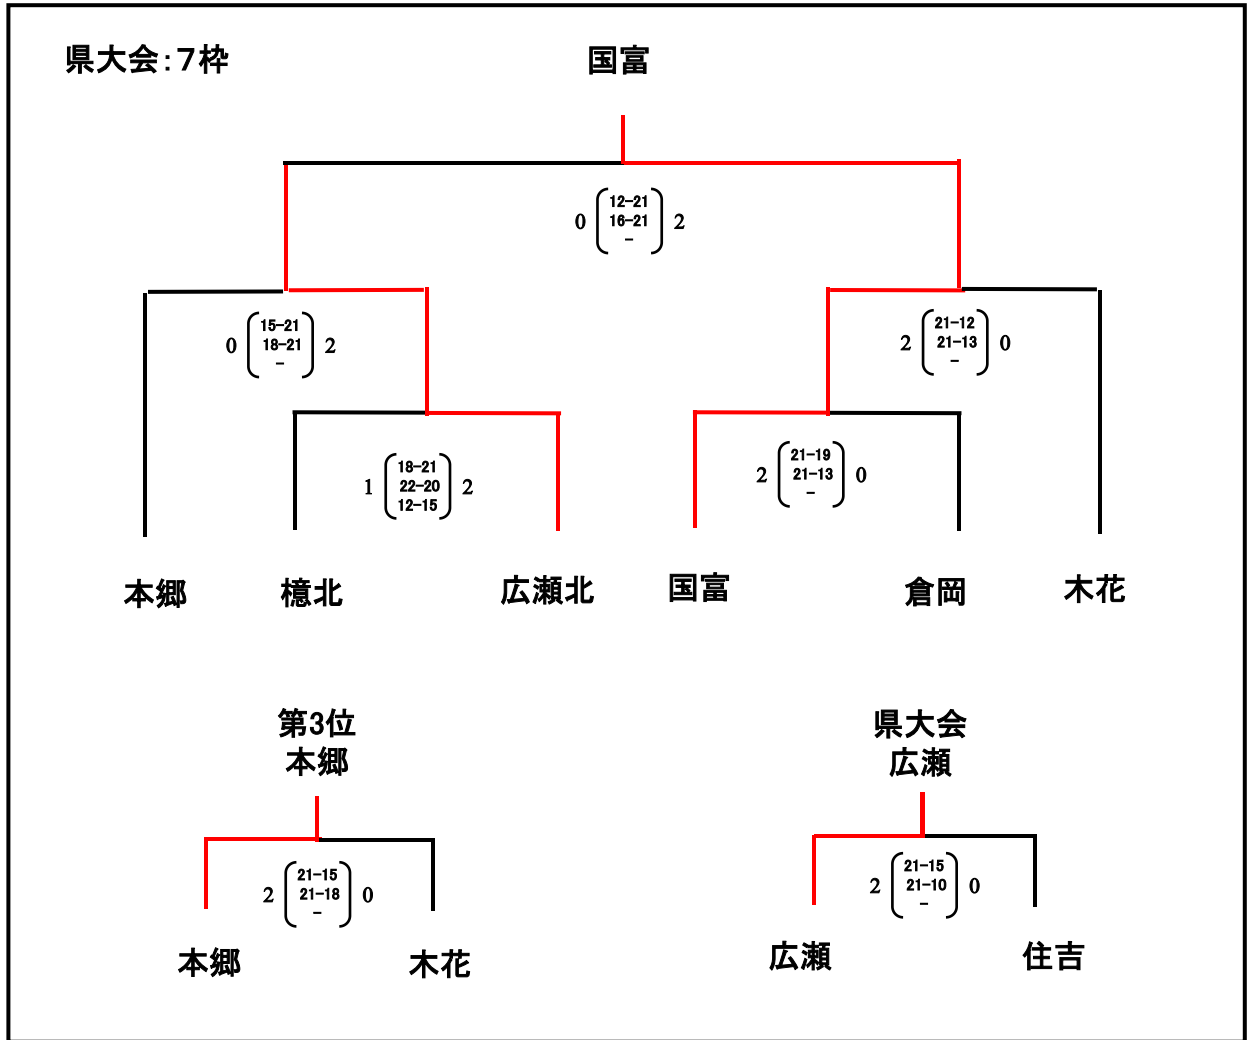 県大会：７枠
国富
12-21
0 16-21 2
-
15-21
0 18-21 2
-
21-12
2 21-13 0
-
18-21
1 22-20 2
12-15
21-19
2 21-13 0
-
本郷 檍北 広瀬北 国富 倉岡 木花
第3位
本郷
県大会
広瀬
21-15
2 21-18 0
-
21-15
2 21-10 0
-
本郷 木花 広瀬 住吉